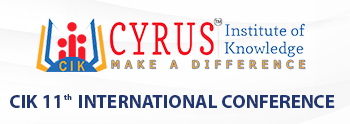 CIK
CYRUS™
Institute of
Knowledge
MAKE A DIFFERENCE
CIK 11th INTERNATIONAL CONFERENCE